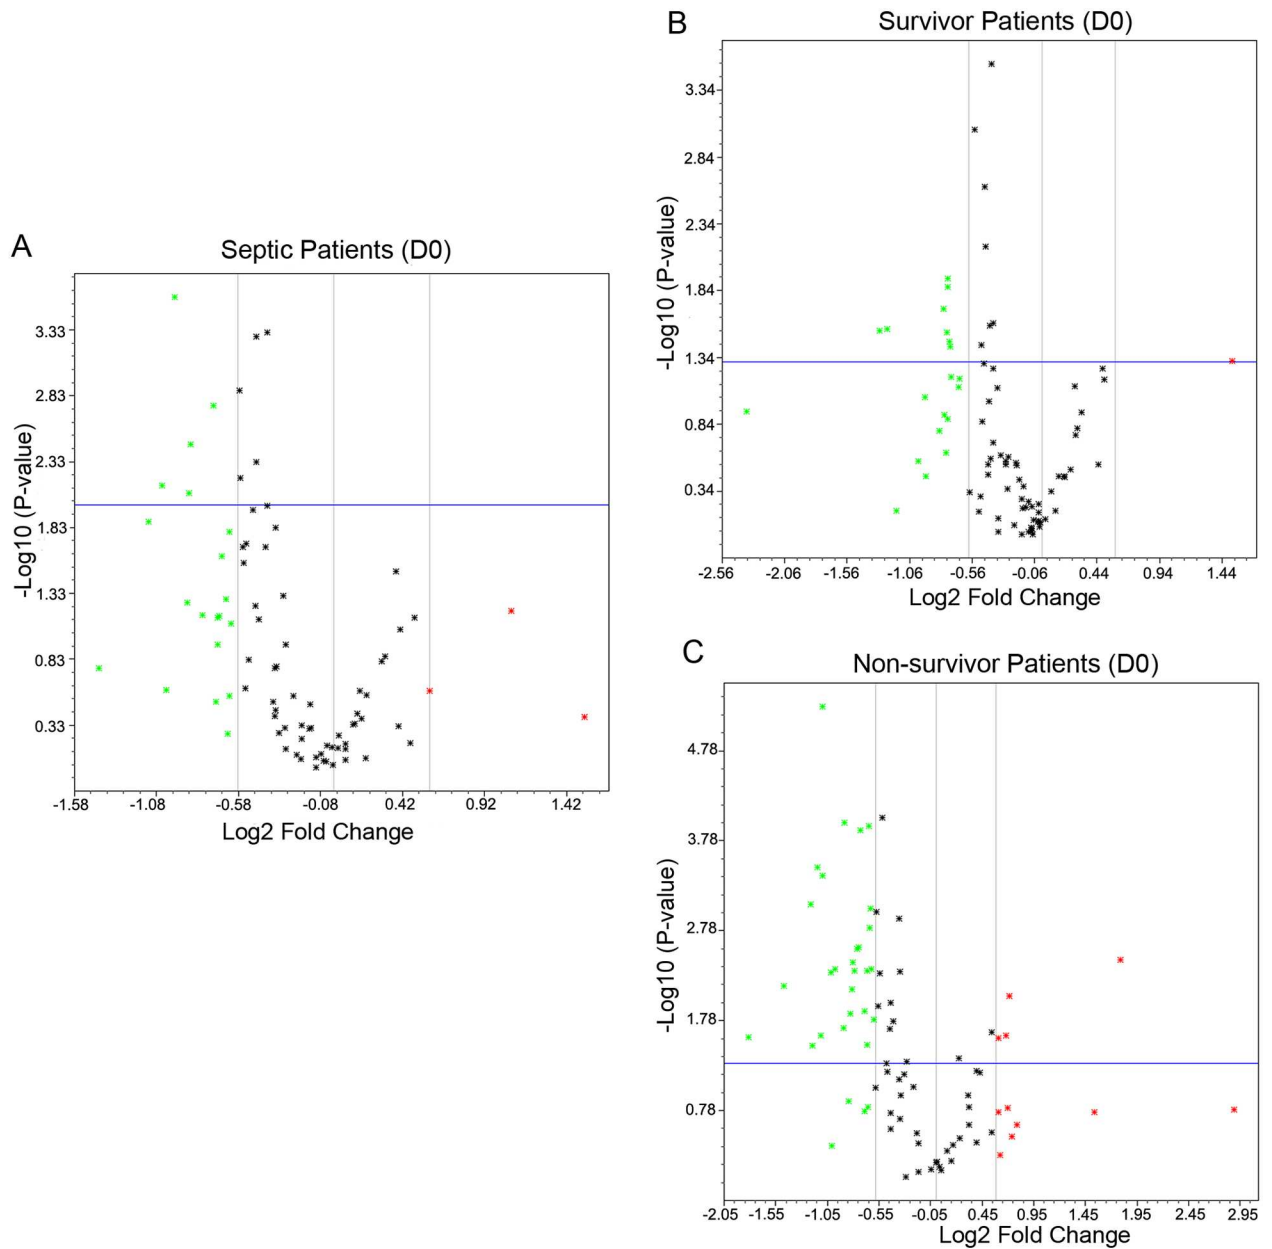 A
Septic Patients (D0)
-Log10 (P-value)
3.33
2.83
2.33
1.83
1.33
0.83
0.33
-1.58 -1.08 -0.58 -0.08 0.42 0.92 1.42
Log2 Fold Change
B
Survivor Patients (D0)
-Log10 (P-value)
3.34
2.84
2.34
1.84
1.34
0.84
0.34
-2.56 -2.06 -1.56 -1.06 -0.56 -0.06 0.44 0.94 1.44
Log2 Fold Change
C
Non-survivor Patients (D0)
-Log10 (P-value)
4.78
3.78
2.78
1.78
0.78
-2.05 -1.55 -1.05 -0.55 -0.05 0.45 0.95 1.45 1.95 2.45 2.95
Log2 Fold Change